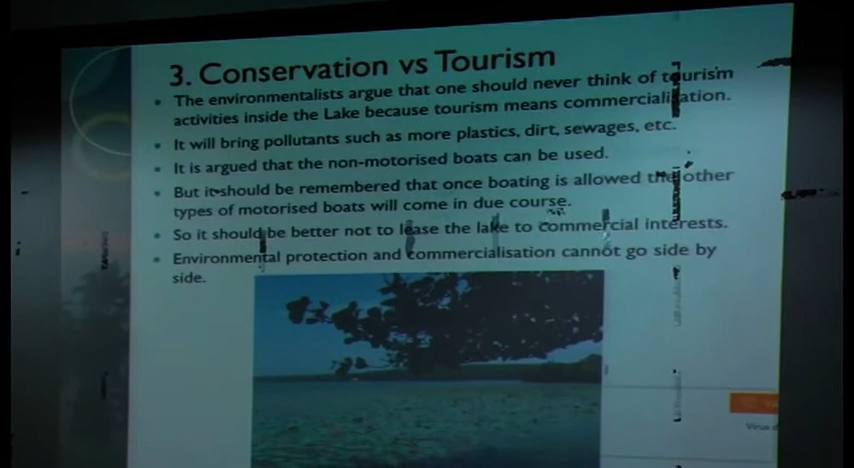 3. Conservation vs Tourism
• The environmentalists argue that one should never think of tourism
activities inside the Lake because tourism means commercialisation.
• It will bring pollutants such as more plastics, dirt, sewages, etc.
• It is argued that the non-motorised boats can be used.
• But it should be remembered that once boating is allowed the other
types of motorised boats will come in due course.
• So it should be better not to lease the lake to commercial interests.
• Environmental protection and commercialisation cannot go side by
side.
Virus